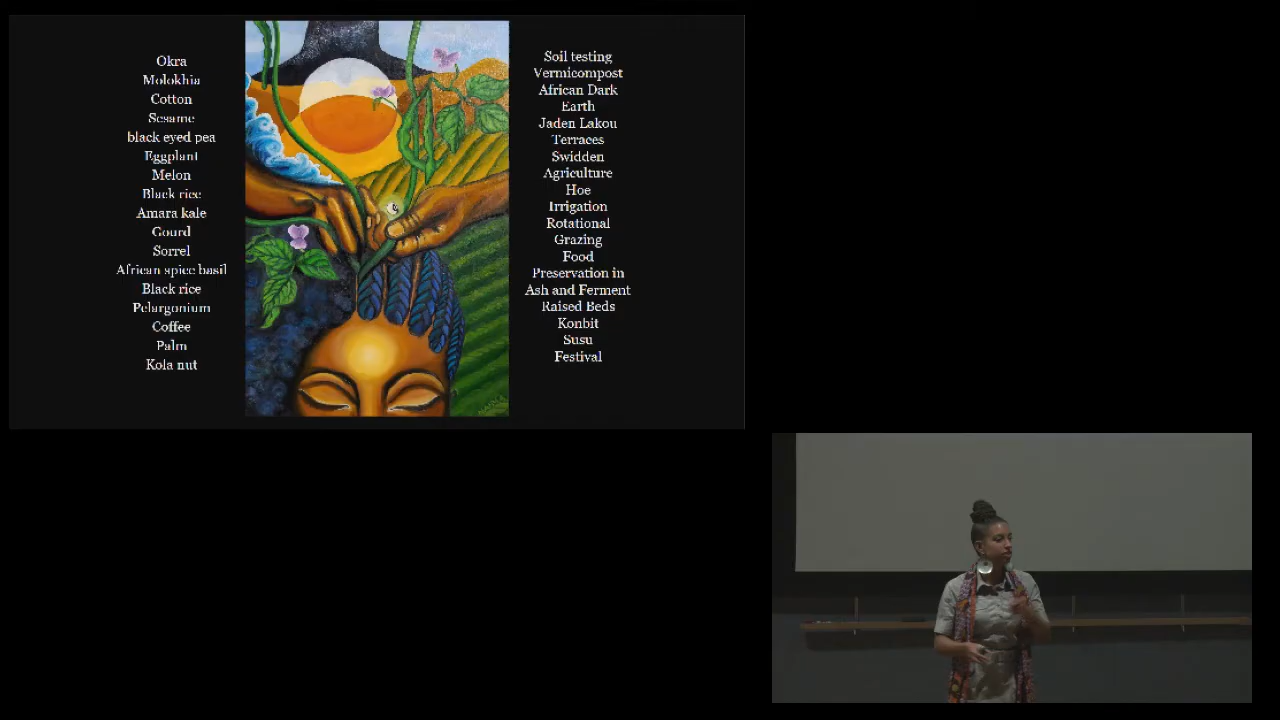 Okra
Molokhia
Cotton
Sesame
black eyed pea
Eggplant
Melon
Black rice
Amara kale
Gourd
Sorrel
African spice basil
Black rice
Pelargonium
Coffee
Palm
Kola nut
Soil testing
Vermicompost
African Dark
Earth
Jaden Lakou
Terraces
Swidden
Agriculture
Hoe
Irrigation
Rotational
Grazing
Food
Preservation in
Ash and Ferment
Raised Beds
Konbit
Susu
Festival